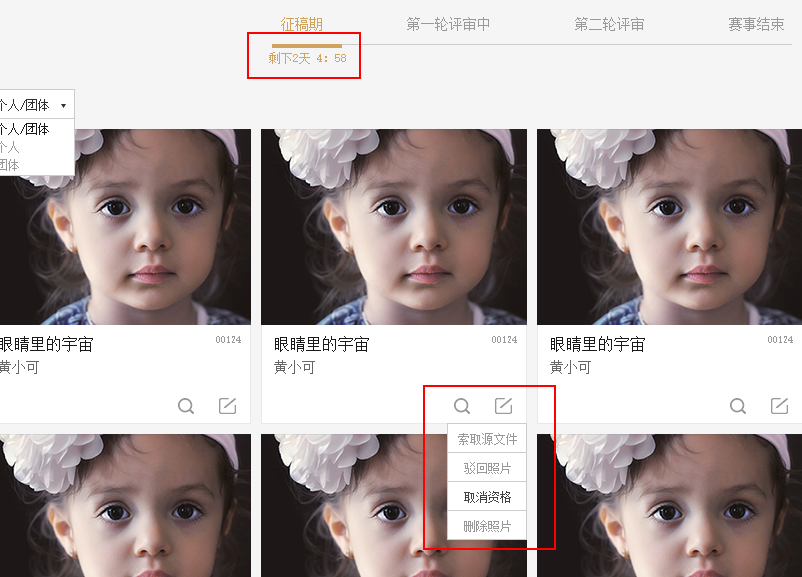 征稿期 第一轮评审中 第二轮评审 赛事结束
剩下2天 4: 58
个人/团体
个人/团体
个人
团体
眼睛里的宇宙 00124
黄小可
眼睛里的宇宙 00124
黄小可
眼睛里的宇宙 00124
黄小可
索取源文件
驳回照片
取消资格
删除照片